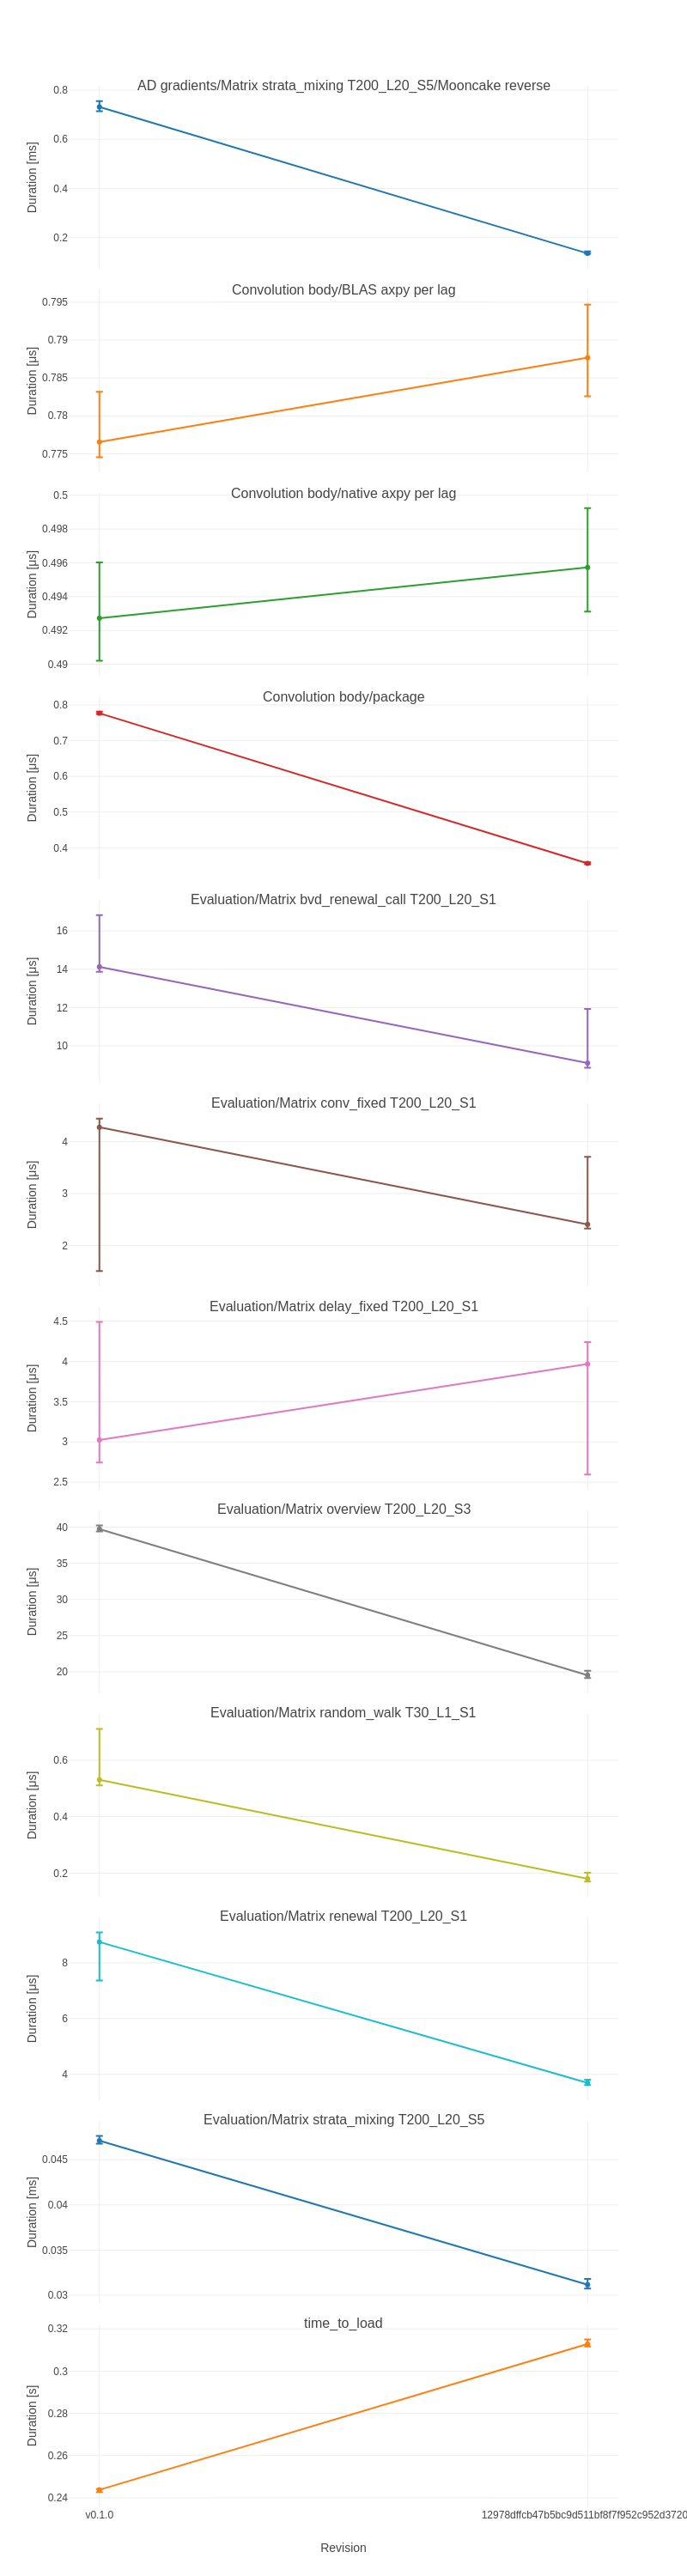 AD gradients/Matrix strata_mixing T200_L20_S5/Mooncake reverse
0.8
0.6
0.4
0.2
Duration [ms]
Convolution body/BLAS axpy per lag
0.795
0.79
0.785
0.78
0.775
Duration [μs]
Convolution body/native axpy per lag
0.5
0.498
0.496
0.494
0.492
0.49
Duration [μs]
Convolution body/package
0.8
0.7
0.6
0.5
0.4
Duration [μs]
Evaluation/Matrix bvd_renewal_call T200_L20_S1
16
14
12
10
Duration [μs]
Evaluation/Matrix conv_fixed T200_L20_S1
4
3
2
Duration [μs]
Evaluation/Matrix delay_fixed T200_L20_S1
4.5
4
3.5
3
2.5
Duration [μs]
Evaluation/Matrix overview T200_L20_S3
40
35
30
25
20
Duration [μs]
Evaluation/Matrix random_walk T30_L1_S1
0.6
0.4
0.2
Duration [μs]
Evaluation/Matrix renewal T200_L20_S1
8
6
4
Duration [μs]
Evaluation/Matrix strata_mixing T200_L20_S5
0.045
0.04
0.035
0.03
Duration [ms]
time_to_load
0.32
0.3
0.28
0.26
0.24
Duration [s]
v0.1.0
12978dffcb47b5bc9d511bf8f7f952c952d3720
Revision